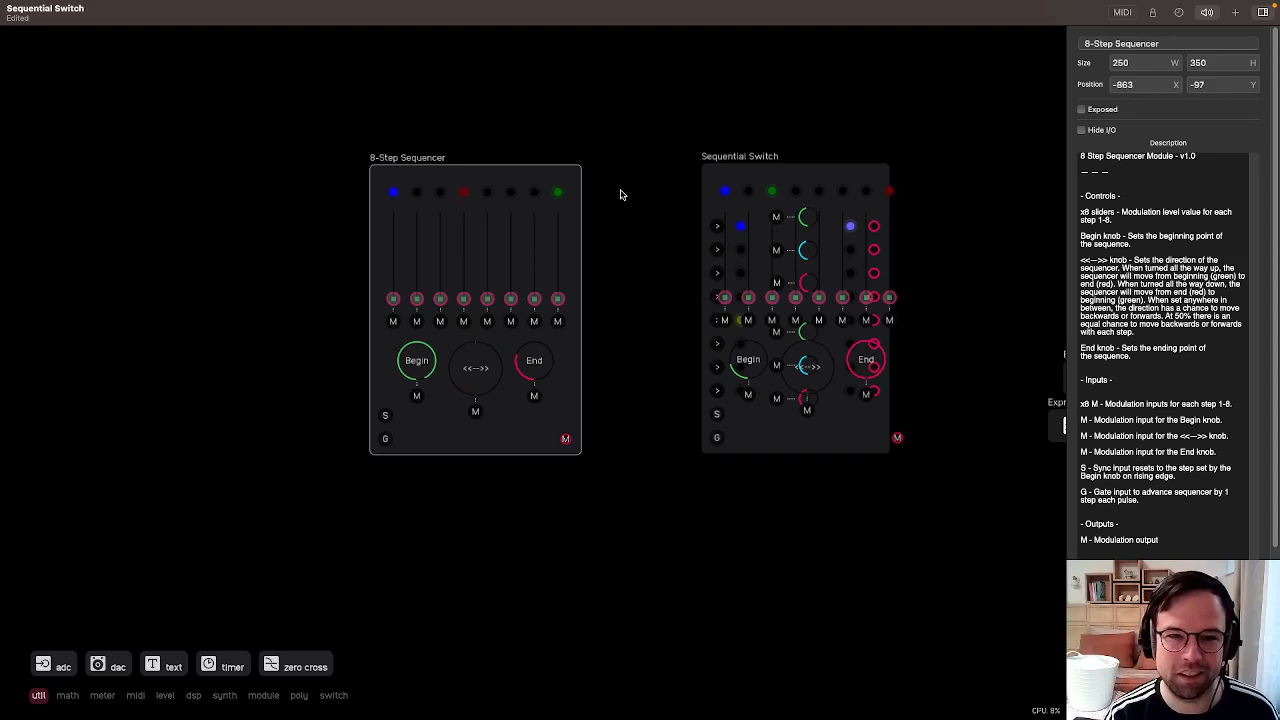 Sequential Switch
Edited
MIDI
8-Step Sequencer
Size
250
W
350
H
Position
-863
X
-97
Y
Exposed
Hide I/O
Description
8 Step Sequencer Module - v1.0
— — —
- Controls -
x8 sliders - Modulation level value for each
step 1-8.
Begin knob - Sets the beginning point of
the sequence.
<<—>> knob - Sets the direction of the
sequencer. When turned all the way up, the
sequencer will move from beginning (green) to
end (red). When turned all the way down, the
sequencer will move from end (red) to
beginning (green). When set anywhere in
between, the direction has a chance to move
backwards or forwards. At 50% there is an
equal chance to move backwards or forwards
with each step.
End knob - Sets the ending point of
the sequence.
- Inputs -
x8 M - Modulation inputs for each step 1-8.
M - Modulation input for the Begin knob.
M - Modulation input for the <<—>> knob.
M - Modulation input for the End knob.
S - Sync input resets to the step set by the
Begin knob on rising edge.
G - Gate input to advance sequencer by 1
step each pulse.
- Outputs -
M - Modulation output
8-Step Sequencer
M M M M M M M M
Begin
<<—>>
End
M
M
M
S
G
M
Sequential Switch
>
M
>
M
>
M
>
M M M M M M M M
M
>
Begin
M
<<—>>
End
>
M
>
M
M
M
S
G
M
Expr
adc
dac
T text
timer
zero cross
util math meter midi level dsp synth module poly switch
CPU: 8%